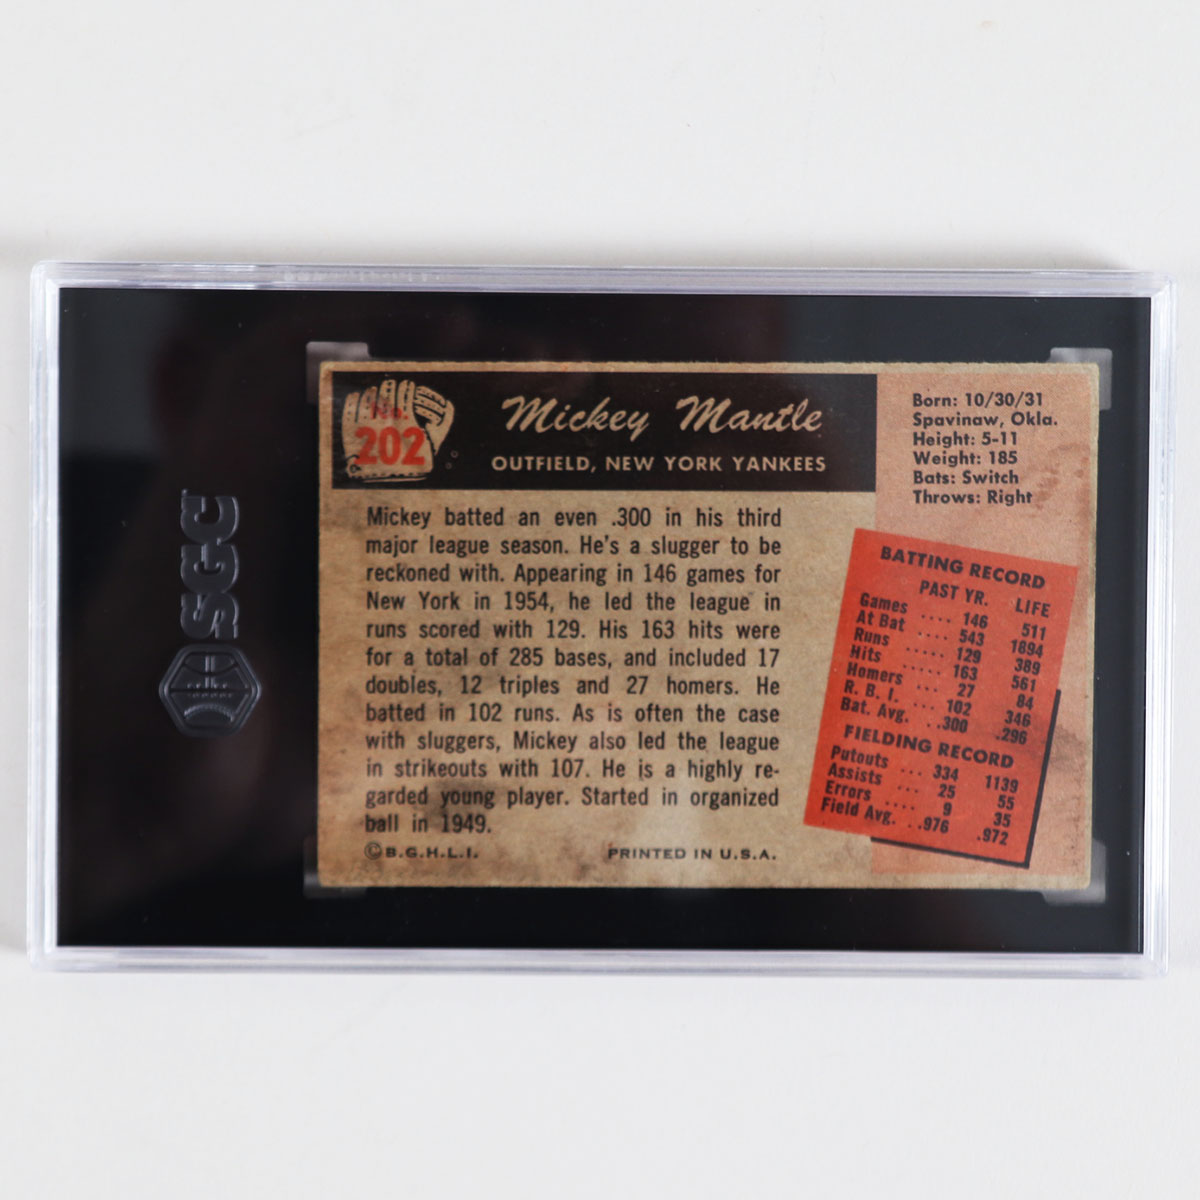 SGC
No.
202
Mickey Mantle
OUTFIELD, NEW YORK YANKEES
Born: 10/30/31
Spavinaw, Okla.
Height: 5-11
Weight: 185
Bats: Switch
Throws: Right
Mickey batted an even .300 in his third
major league season. He's a slugger to be
reckoned with. Appearing in 146 games for
New York in 1954, he led the league in
runs scored with 129. His 163 hits were
for a total of 285 bases, and included 17
doubles, 12 triples and 27 homers. He
batted in 102 runs. As is often the case
with sluggers, Mickey also led the league
in strikeouts with 107. He is a highly re-
garded young player. Started in organized
ball in 1949.
©B.G.H.L.I. PRINTED IN U.S.A.
BATTING RECORD
PAST YR. LIFE
Games .... 146 511
At Bat .... 543 1894
Runs ..... 129 389
Hits ..... 163 561
Homers ... 27 84
R. B. I. ... 102 346
Bat. Avg. .300 .296
FIELDING RECORD
Putouts ... 334 1139
Assists ... 25 55
Errors .... 9 35
Field Avg. ..976 .972